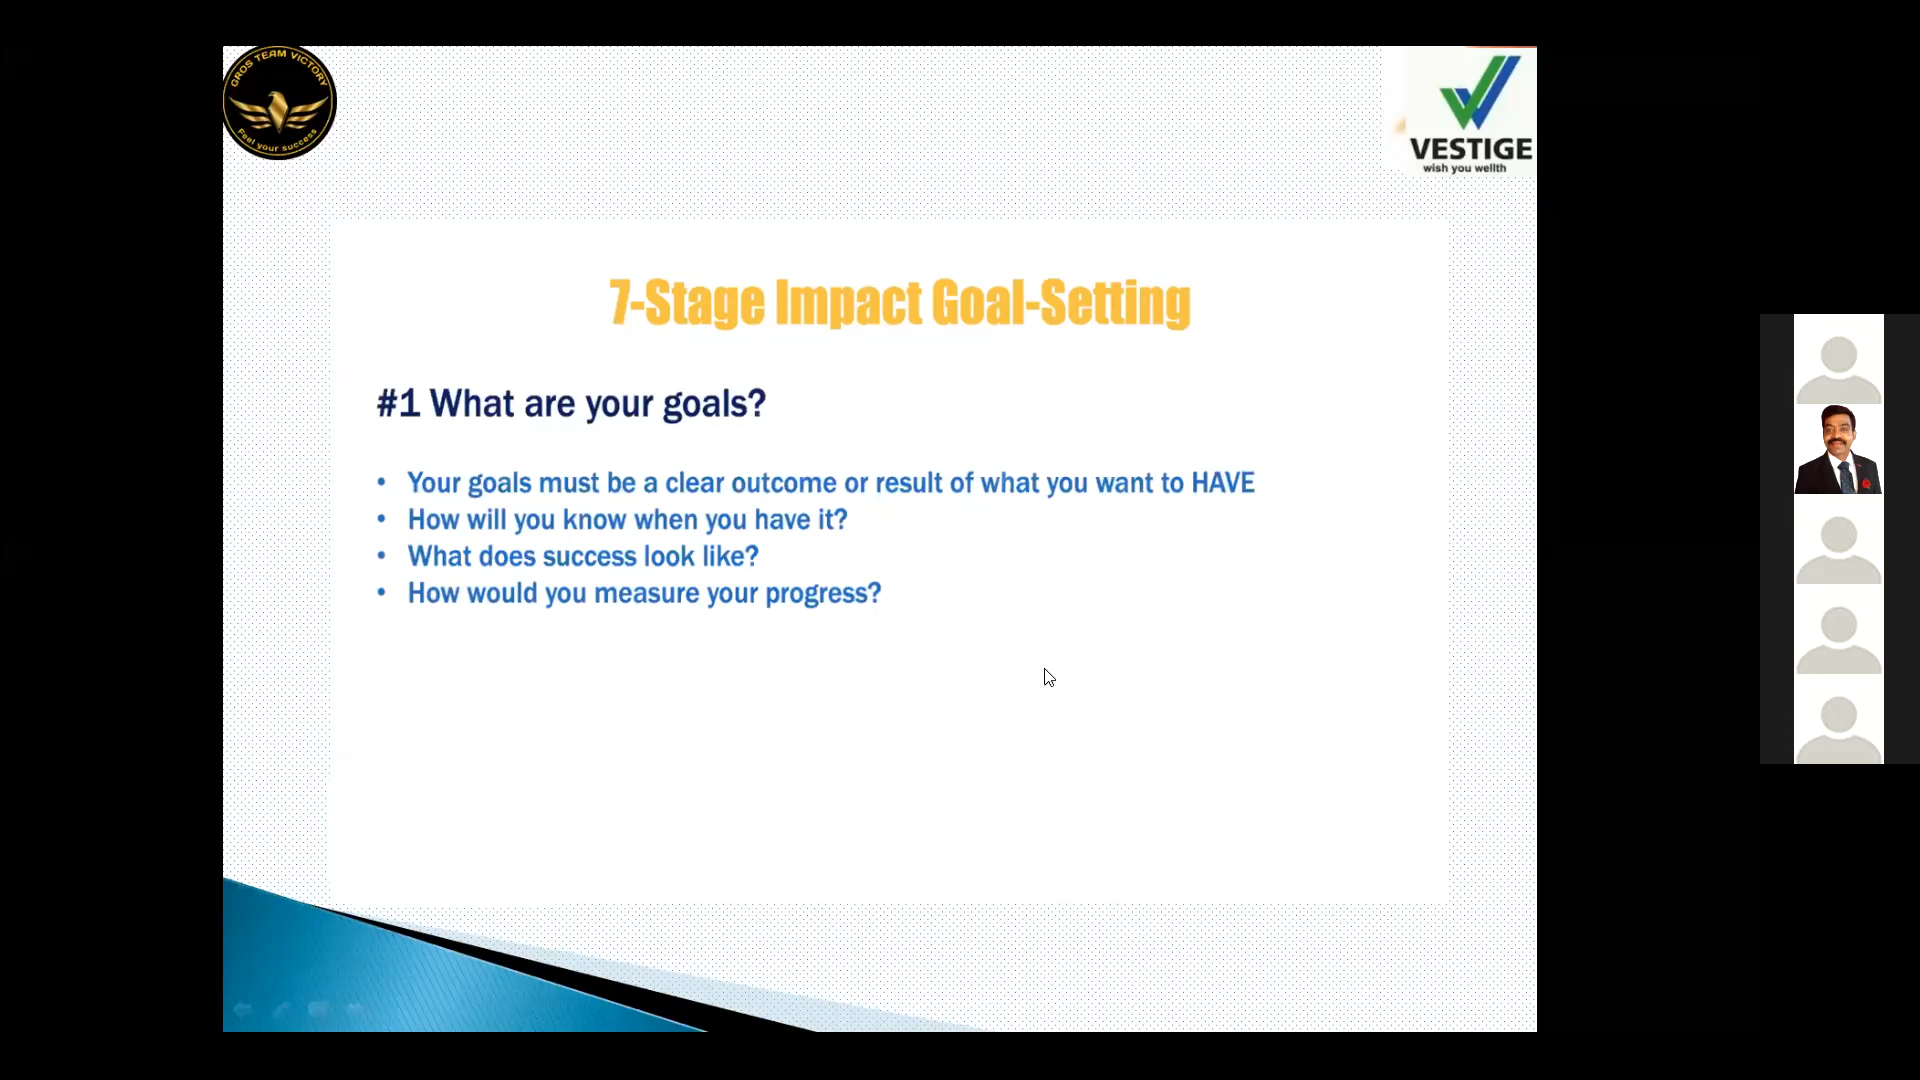 GROS TEAM VICTORY
Feel your success
VESTIGE
wish you wellth
7-Stage Impact Goal-Setting
#1 What are your goals?
• Your goals must be a clear outcome or result of what you want to HAVE
• How will you know when you have it?
• What does success look like?
• How would you measure your progress?